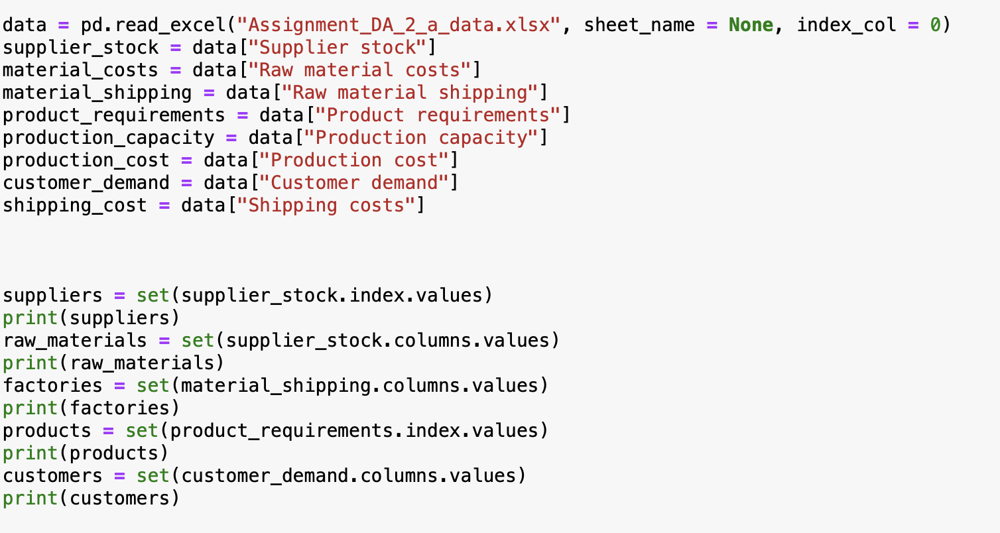 data = pd.read_excel("Assignment_DA_2_a_data.xlsx", sheet_name = None, index_col = 0)
supplier_stock = data["Supplier stock"]
material_costs = data["Raw material costs"]
material_shipping = data["Raw material shipping"]
product_requirements = data["Product requirements"]
production_capacity = data["Production capacity"]
production_cost = data["Production cost"]
customer_demand = data["Customer demand"]
shipping_cost = data["Shipping costs"]
suppliers = set(supplier_stock.index.values)
print(suppliers)
raw_materials = set(supplier_stock.columns.values)
print(raw_materials)
factories = set(material_shipping.columns.values)
print(factories)
products = set(product_requirements.index.values)
print(products)
customers = set(customer_demand.columns.values)
print(customers)